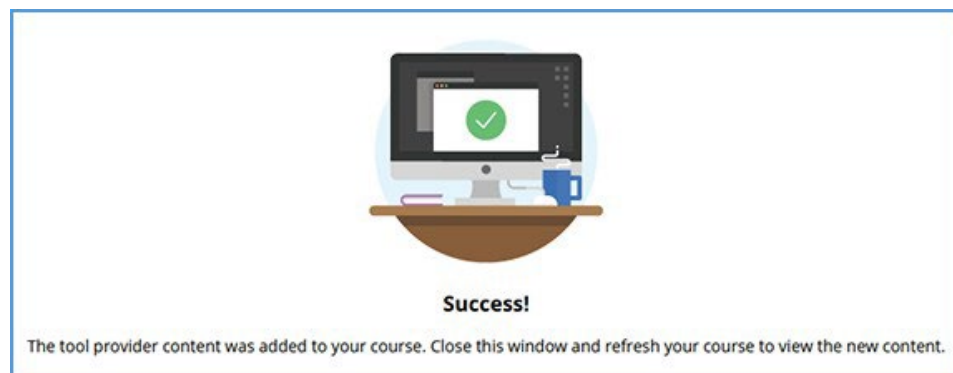 Success!
The tool provider content was added to your course. Close this window and refresh your course to view the new content.